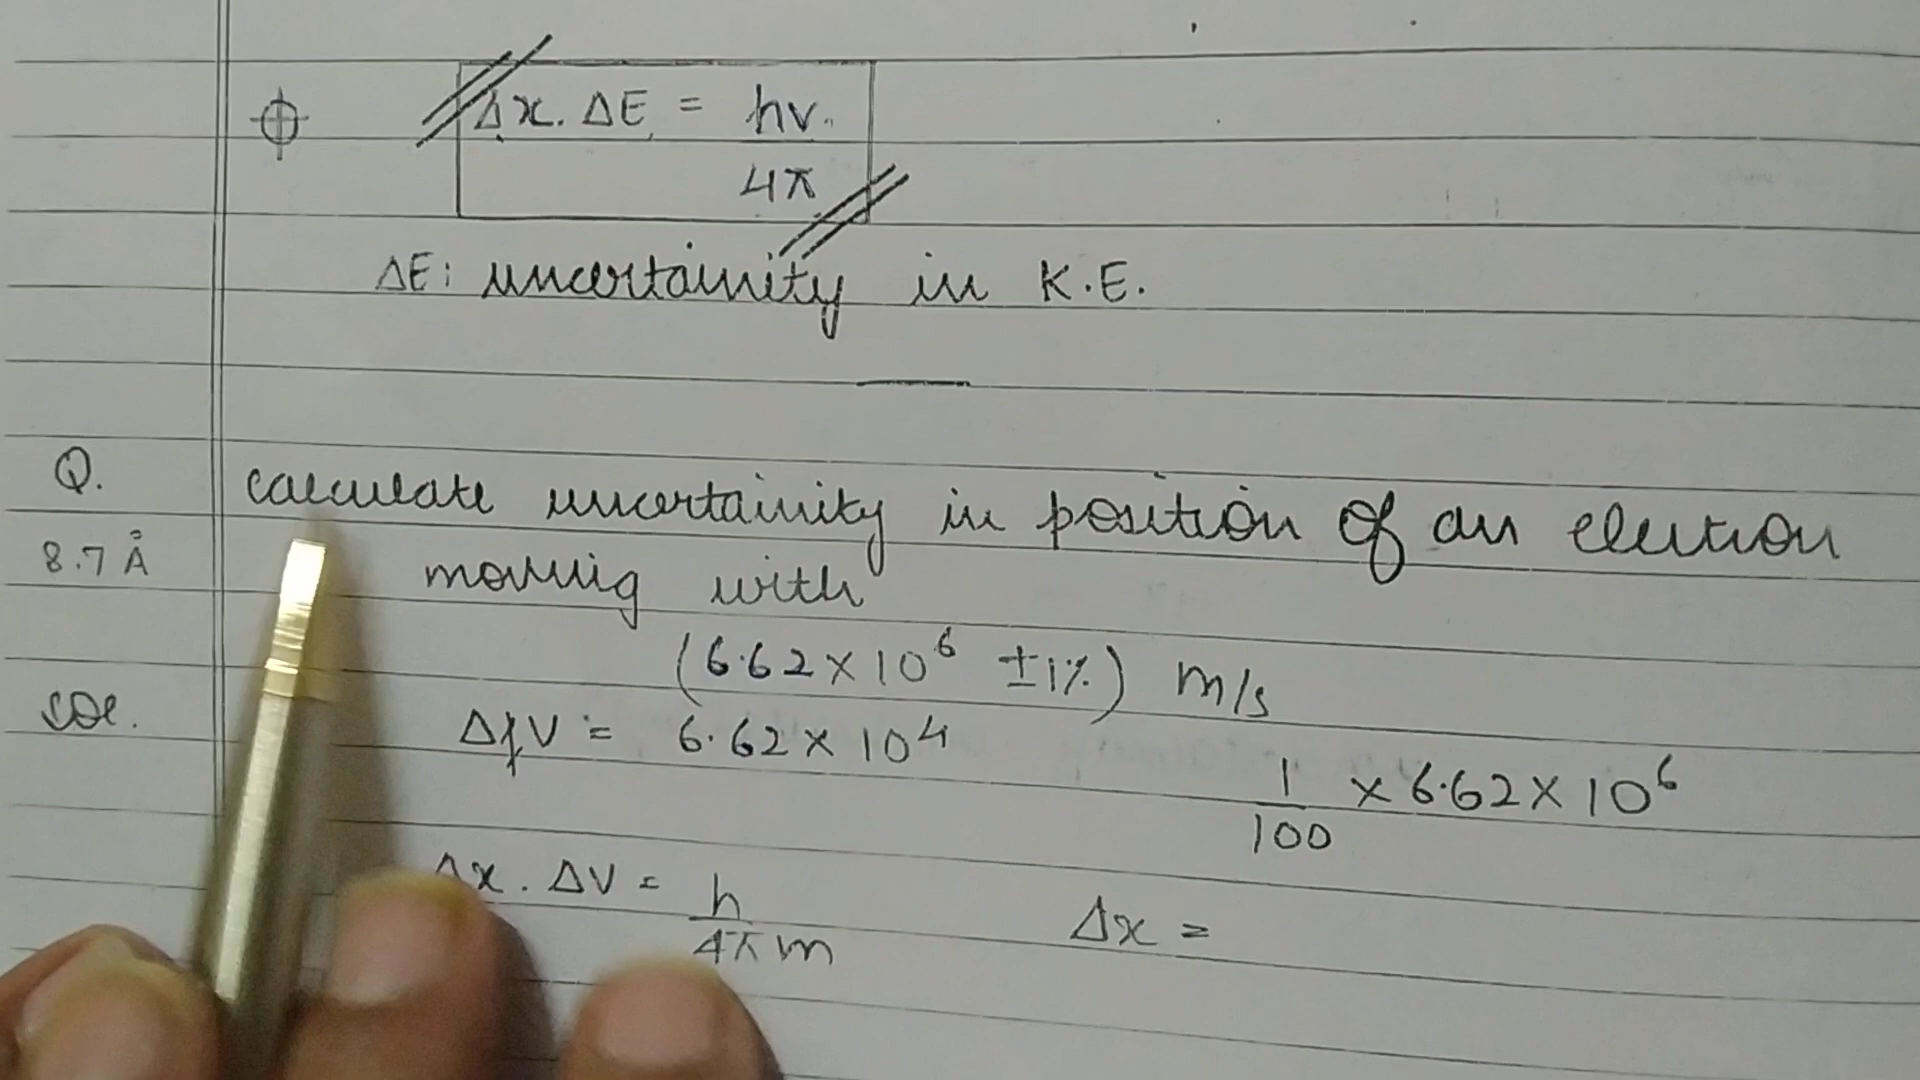 Δx. ΔE = hv
4π
ΔE: uncertainity in K.E.
Q. calculate uncertainity in position of an electron
8.7 Å moving with
(6.62 × 10⁶ ±1%) m/s
Sol. ΔV = 6.62 × 10⁴
1/100 × 6.62 × 10⁶
Δx. ΔV = h/4πm Δx =